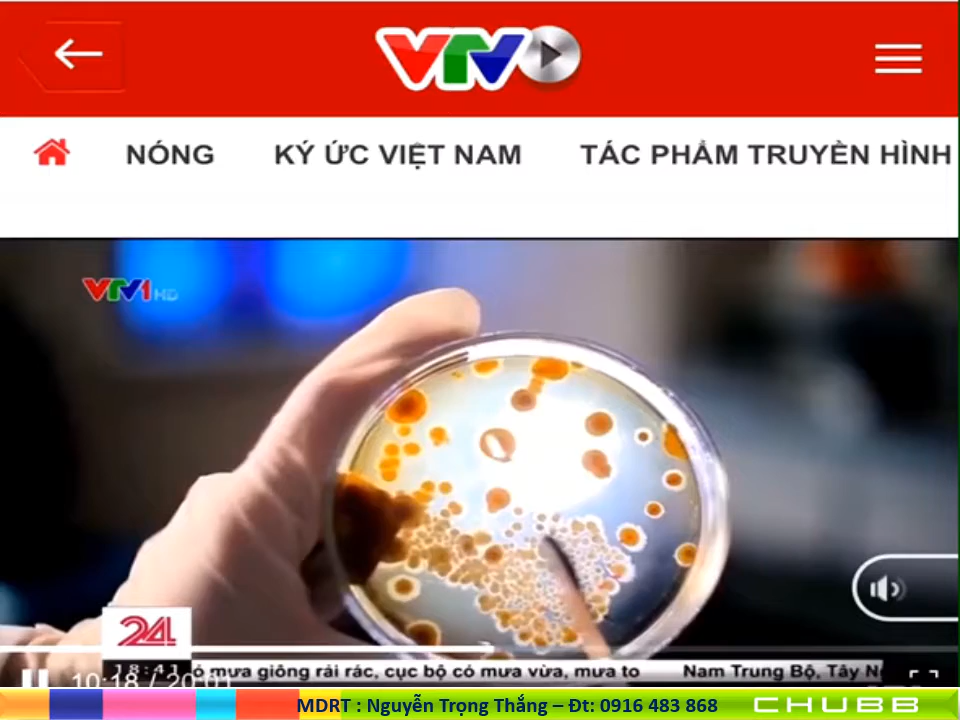 VTV
NÓNG KÝ ỨC VIỆT NAM TÁC PHẨM TRUYỀN HÌNH
VTV1 HD
24
18:41 ó mưa giông rải rác, cục bộ có mưa vừa, mưa to Nam Trung Bộ, Tây
10:18 / 20:01
MDRT : Nguyễn Trọng Thắng – Đt: 0916 483 868 CHUBB